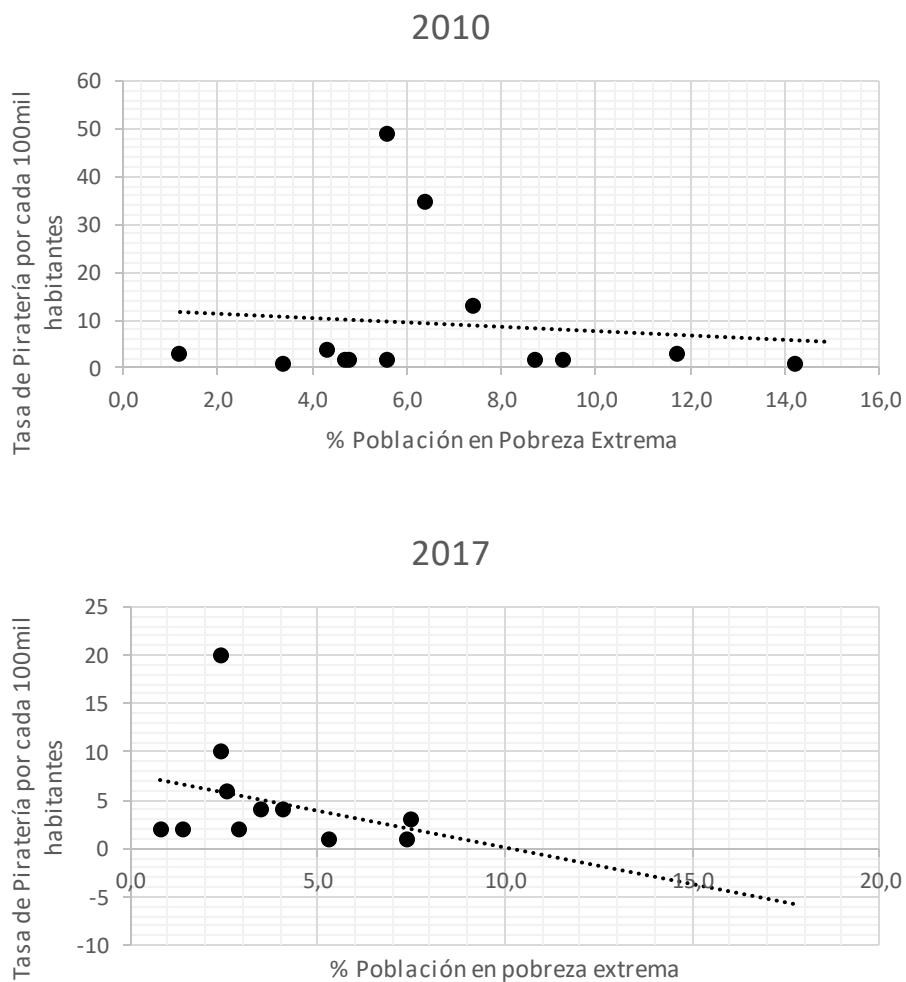 2010
Tasa de Piratería por cada 100mil
habitantes
60
50
40
30
20
10
0
0,0 2,0 4,0 6,0 8,0 10,0 12,0 14,0 16,0
% Población en Pobreza Extrema
2017
Tasa de Piratería por cada 100mil
habitantes
25
20
15
10
5
0
-5
-10
0,0 5,0 10,0 15,0 20,0
% Población en pobreza extrema